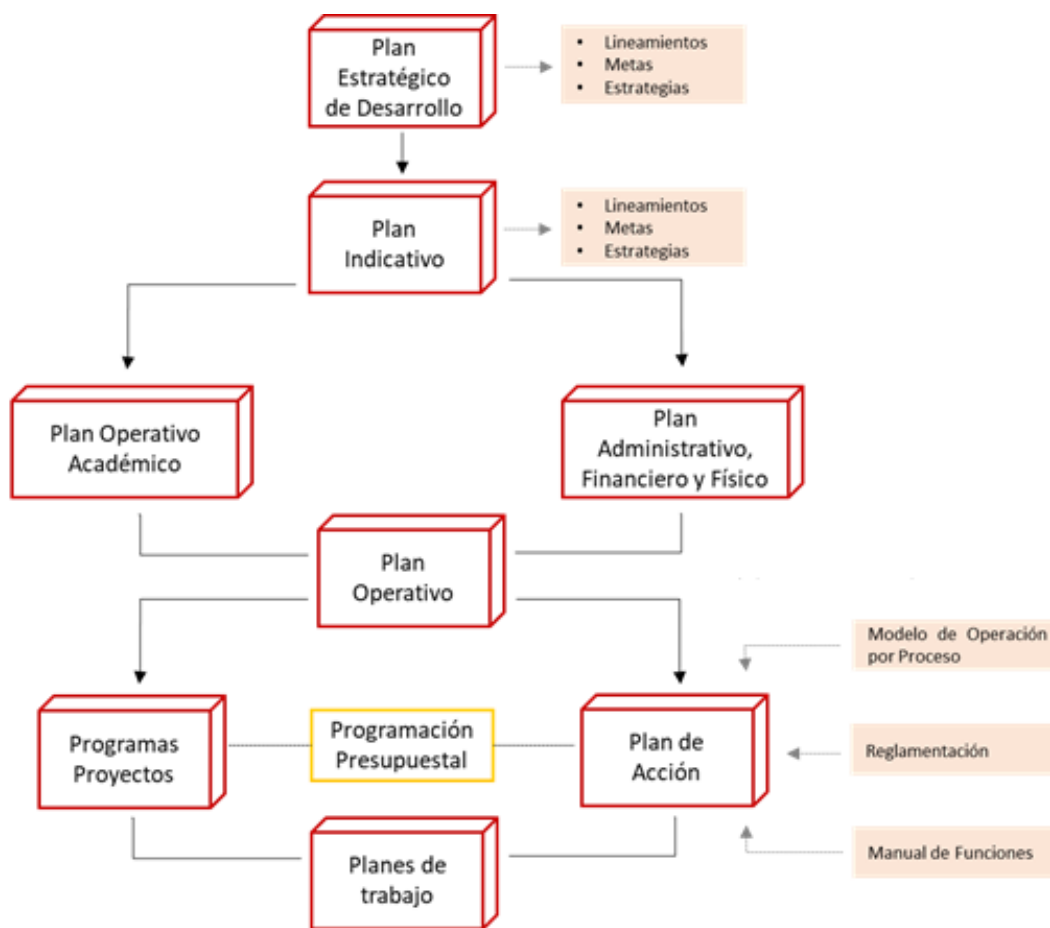 Plan
Estratégico
de Desarrollo
• Lineamientos
• Metas
• Estrategias
Plan
Indicativo
• Lineamientos
• Metas
• Estrategias
Plan Operativo
Académico
Plan
Administrativo,
Financiero y Físico
Plan
Operativo
Modelo de Operación
por Proceso
Programas
Proyectos
Programación
Presupuestal
Plan de
Acción
Reglamentación
Planes de
trabajo
Manual de Funciones